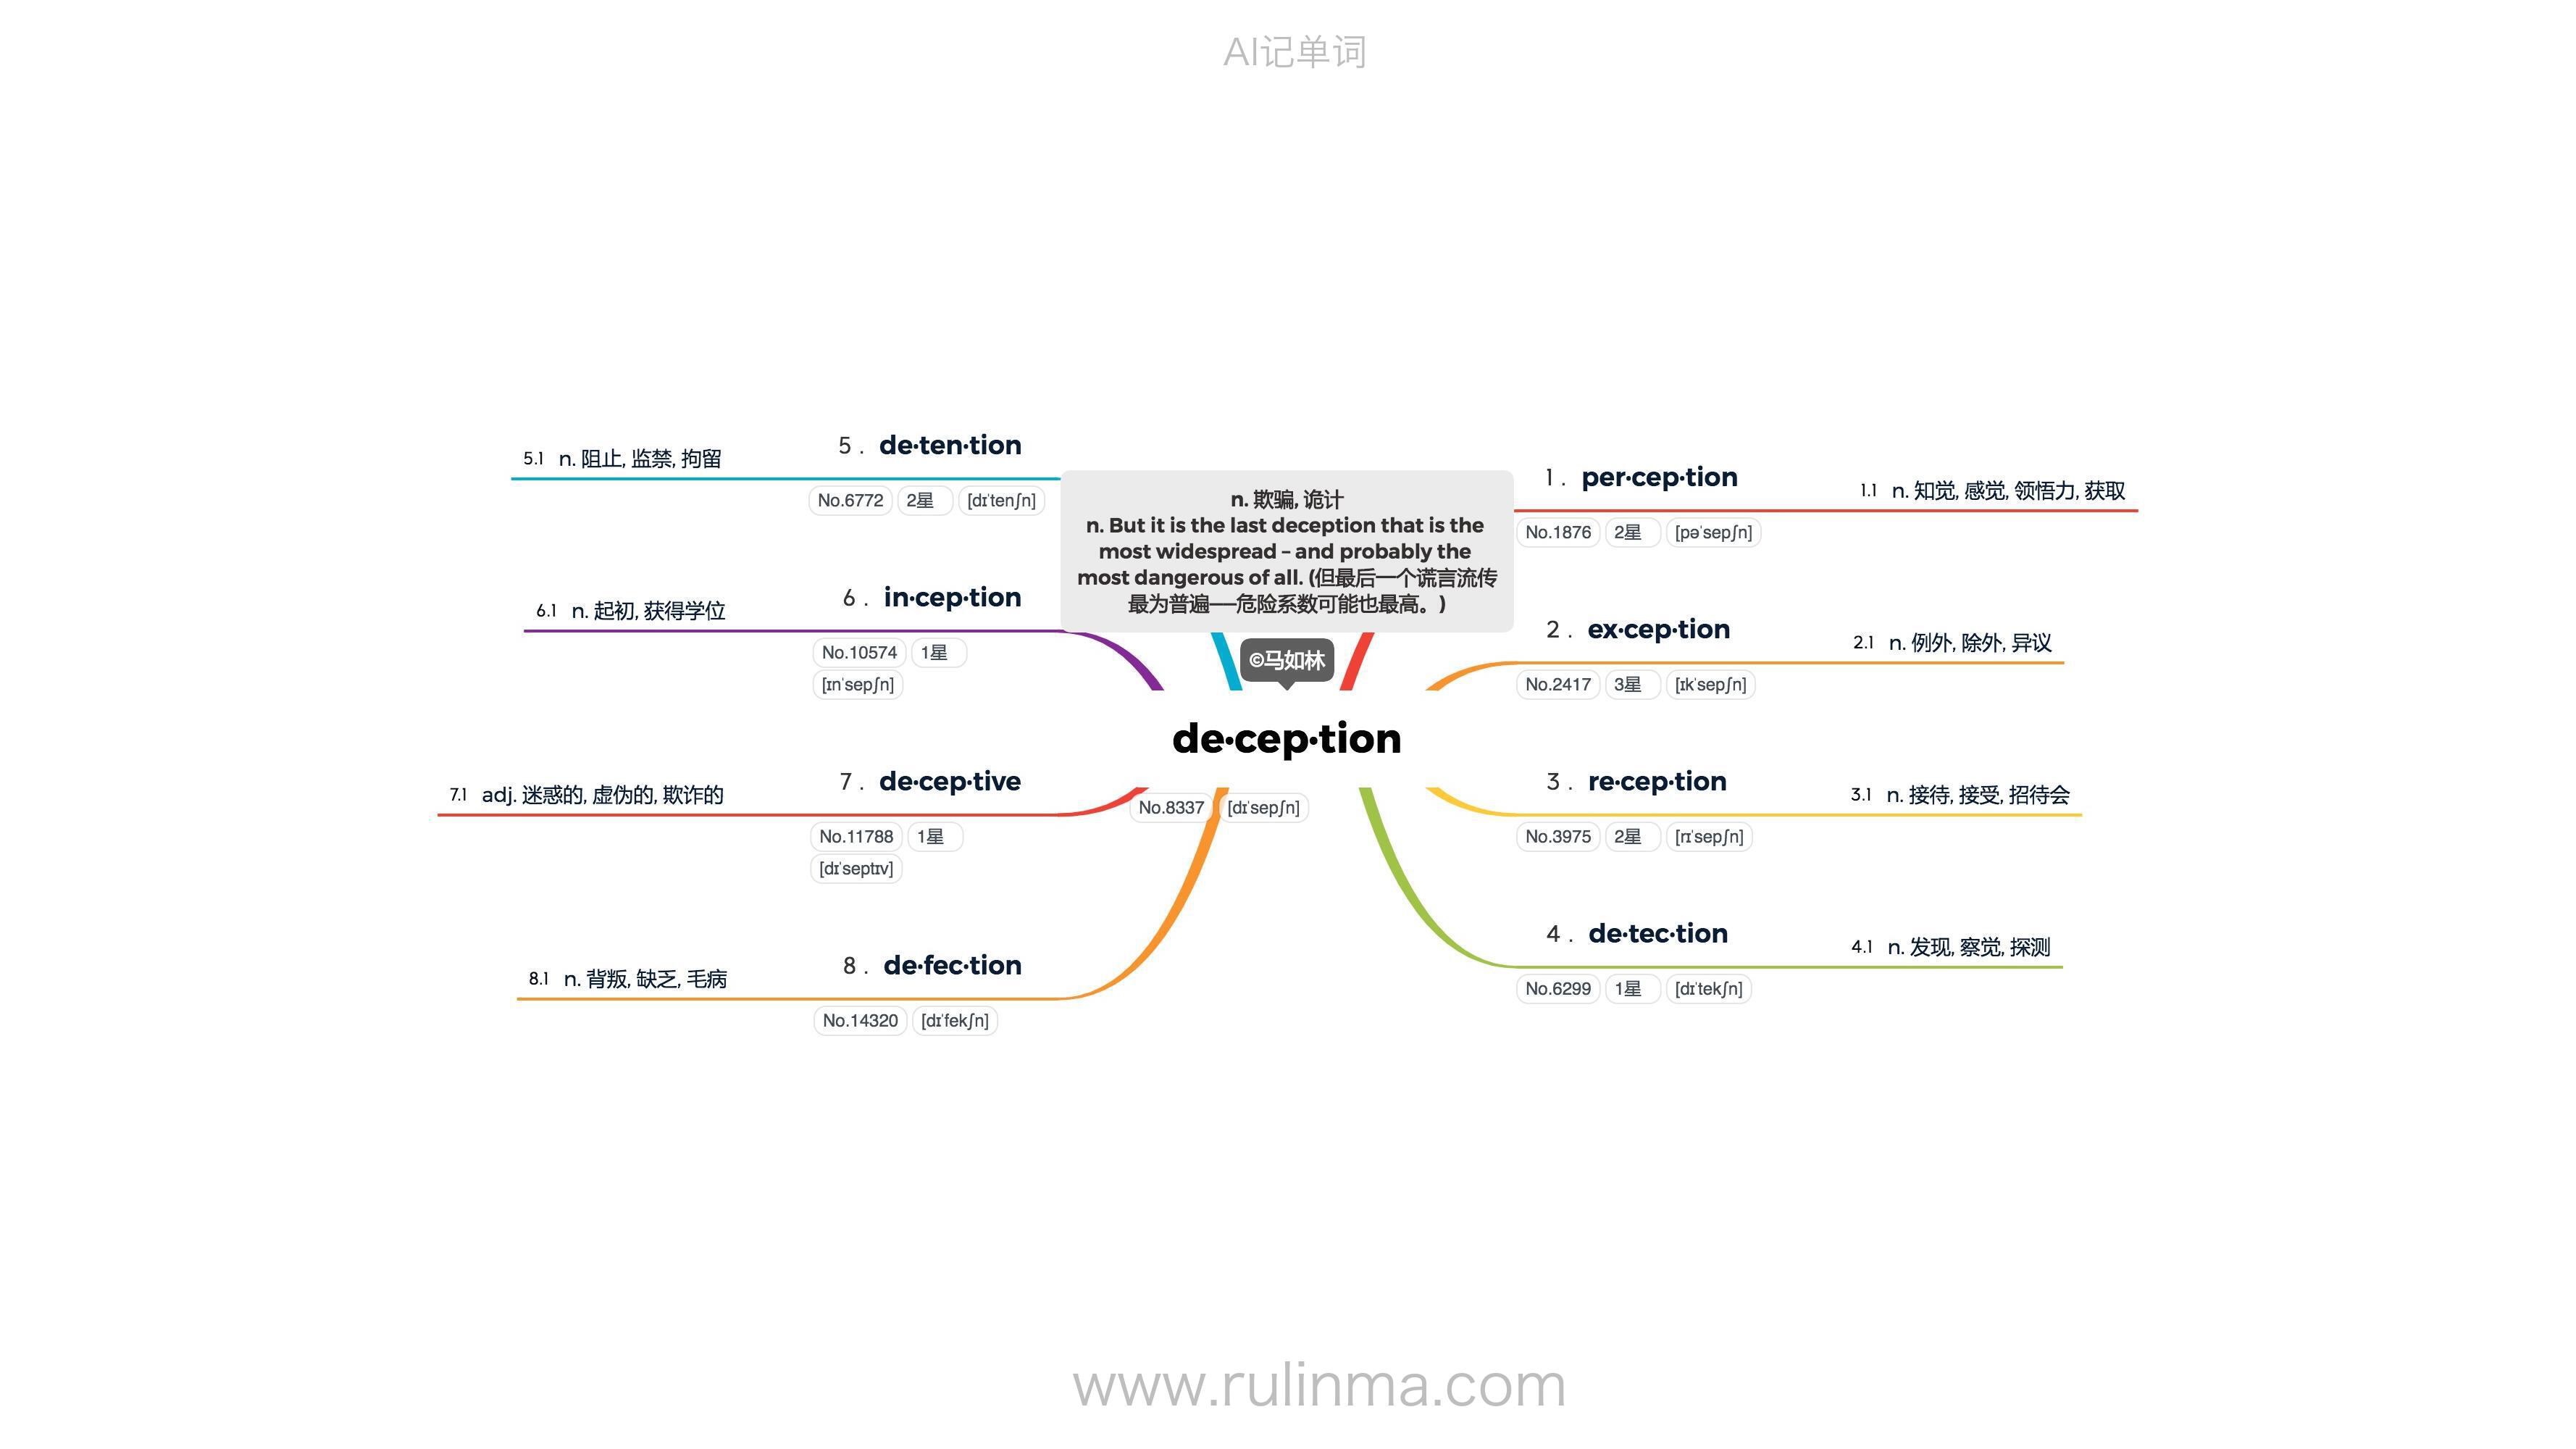 AI记单词
n. 欺骗, 诡计
n. But it is the last deception that is the
most widespread – and probably the
most dangerous of all. (但最后一个谎言流传
最为普遍——危险系数可能也最高。)
©马如林
de·cep·tion
No.8337 [dɪˈsepʃn]
1 . per·cep·tion
No.1876 2星 [pəˈsepʃn]
1.1 n. 知觉, 感觉, 领悟力, 获取
2 . ex·cep·tion
No.2417 3星 [ɪkˈsepʃn]
2.1 n. 例外, 除外, 异议
3 . re·cep·tion
No.3975 2星 [rɪˈsepʃn]
3.1 n. 接待, 接受, 招待会
4 . de·tec·tion
No.6299 1星 [dɪˈtekʃn]
4.1 n. 发现, 察觉, 探测
5 . de·ten·tion
No.6772 2星 [dɪˈtenʃn]
5.1 n. 阻止, 监禁, 拘留
6 . in·cep·tion
No.10574 1星
[ɪnˈsepʃn]
6.1 n. 起初, 获得学位
7 . de·cep·tive
No.11788 1星
[dɪˈseptɪv]
7.1 adj. 迷惑的, 虚伪的, 欺诈的
8 . de·fec·tion
No.14320 [dɪˈfekʃn]
8.1 n. 背叛, 缺乏, 毛病
www.rulinma.com